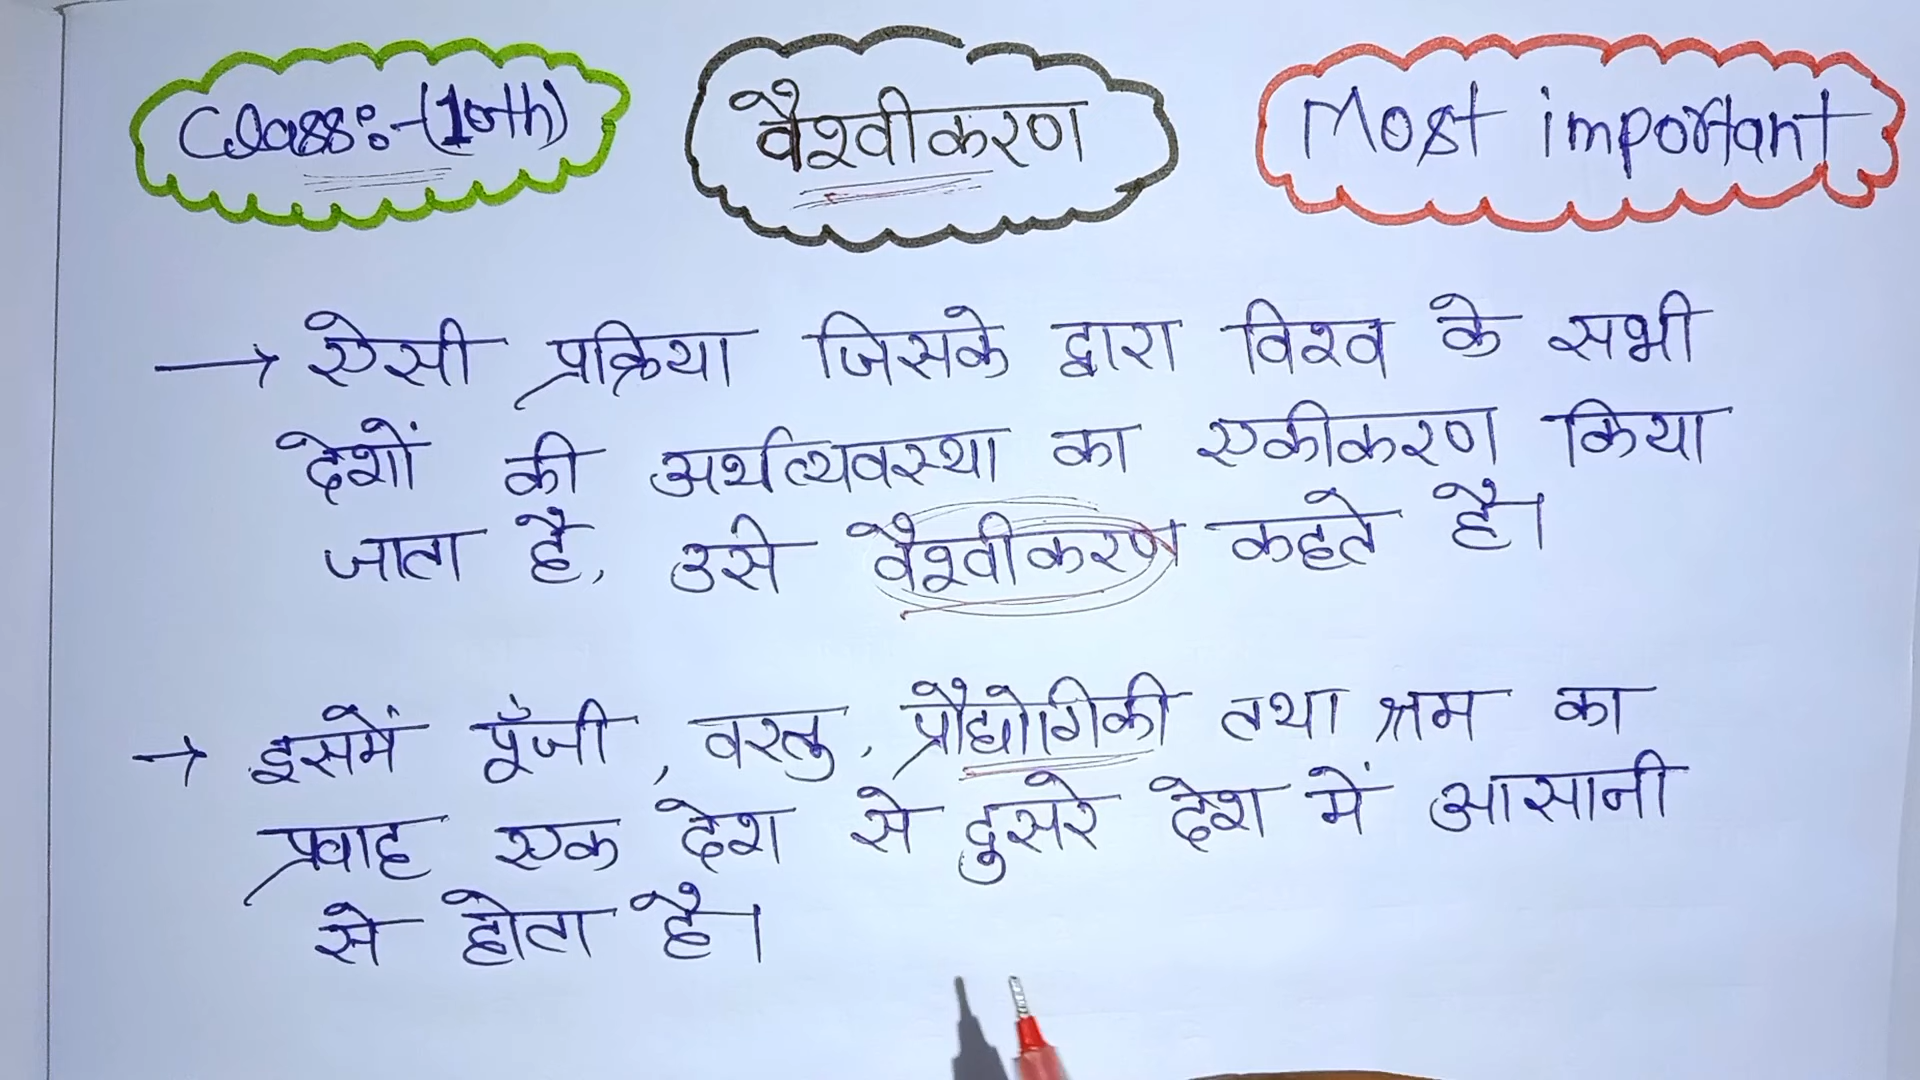 Class:-(10th)
वैश्वीकरण
Most important
→ ऐसी प्रक्रिया जिसके द्वारा विश्व के सभी
देशों की अर्थव्यवस्था का एकीकरण किया
जाता है, उसे वैश्वीकरण कहते है।
→ इसमें पूँजी, वस्तु, प्रौद्योगिकी तथा श्रम का
प्रवाह एक देश से दुसरे देश में आसानी
से होता है।